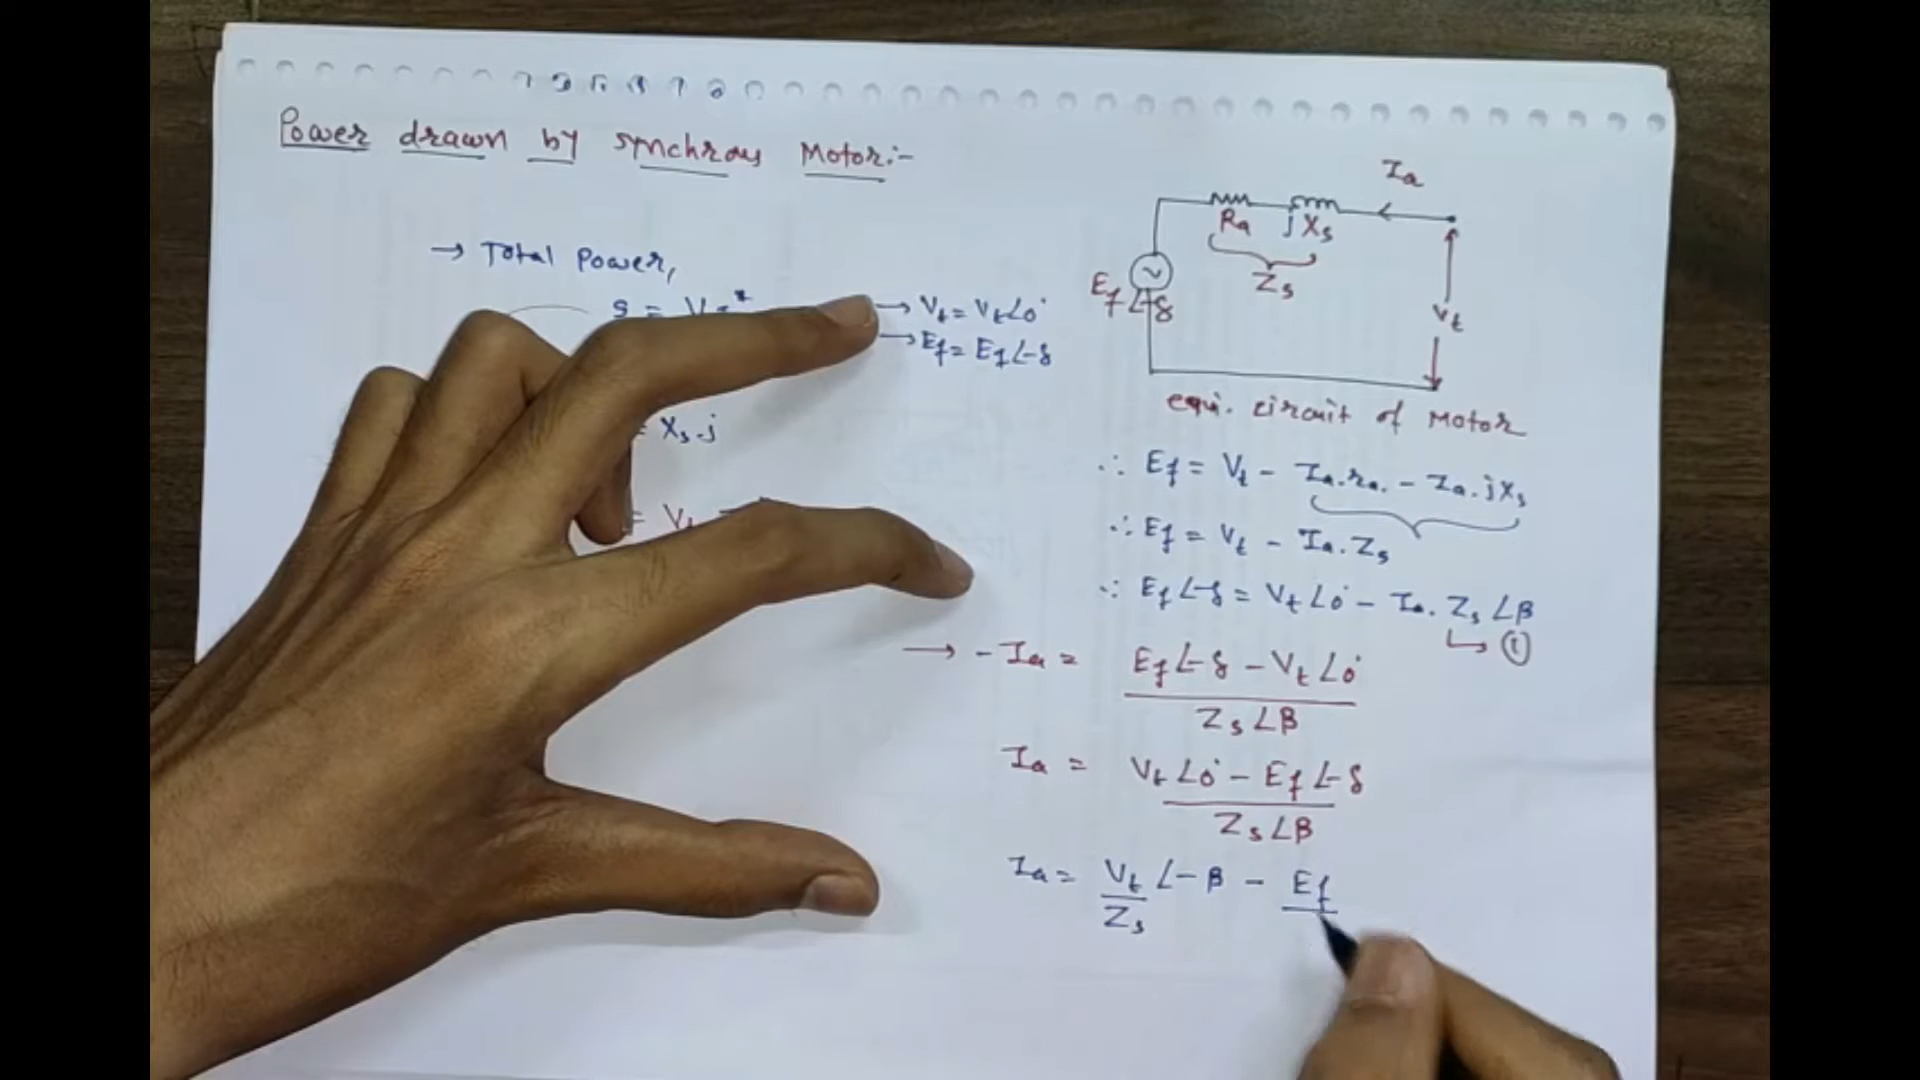 Power drawn by synchrous Motor:-
→ Total Power,
→ Vt = Vt∠0°
→ Ef = Ef∠-δ
Xs.j
= Vt
Ia
Ra jXs
Zs
Ef∠-δ
Vt
equi. circuit of Motor
∴ Ef = Vt - Ia.ra. - Ia.jXs
∴ Ef = Vt - Ia.Zs
∴ Ef∠-δ = Vt∠0° - Ia. Zs∠β
↳ ①
→ - Ia = Ef∠-δ - Vt∠0°
Zs∠β
Ia = Vt∠0° - Ef∠-δ
Zs∠β
Ia = Vt ∠-β - Ef
Zs